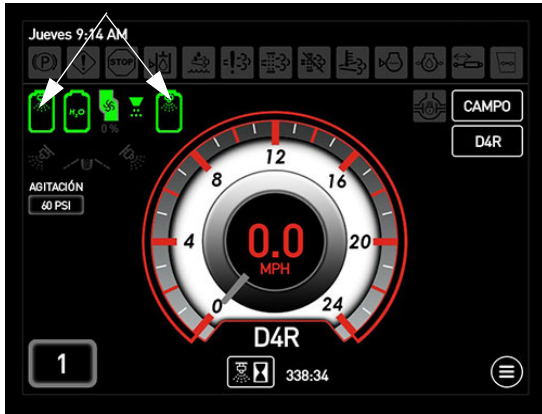 Jueves 9:14 AM
(P)
STOP
H₂O
0 %
CAMPO
D4R
AGITACIÓN
60 PSI
0
4
8
12
16
20
24
0.0
MPH
D4R
1
338:34